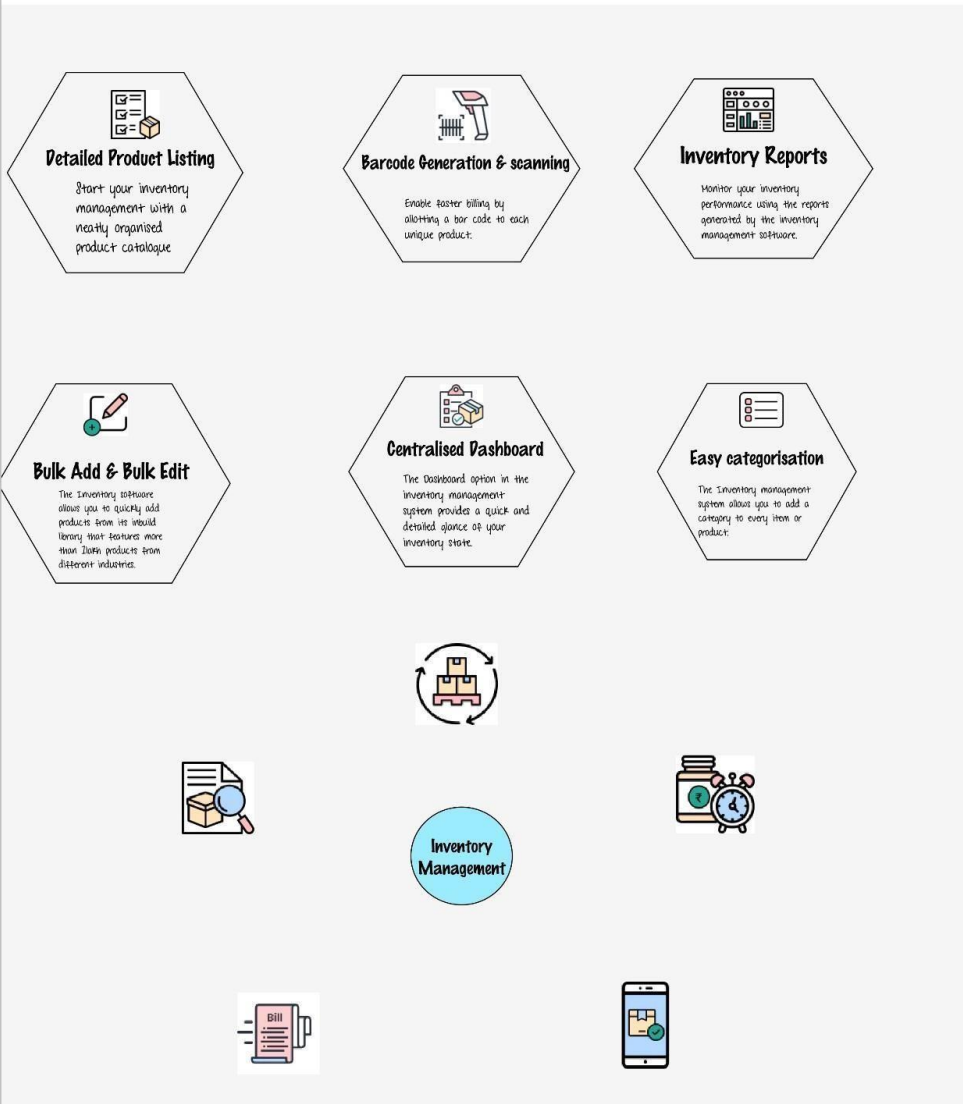 Detailed Product Listing
Start your inventory
management with a
neatly organised
product catalogue
Barcode Generation & scanning
Enable faster billing by
allotting a bar code to each
unique product.
Inventory Reports
Monitor your inventory
performance using the reports
generated by the inventory
management software.
Bulk Add & Bulk Edit
The Inventory software
allows you to quickly add
products from its inbuild
library that features more
than 2lakh products from
different industries.
Centralised Dashboard
The Dashboard option in the
inventory management
system provides a quick and
detailed glance of your
inventory state.
Easy categorisation
The Inventory management
system allows you to add a
category to every item or
product.
₹
Inventory
Management
Bill